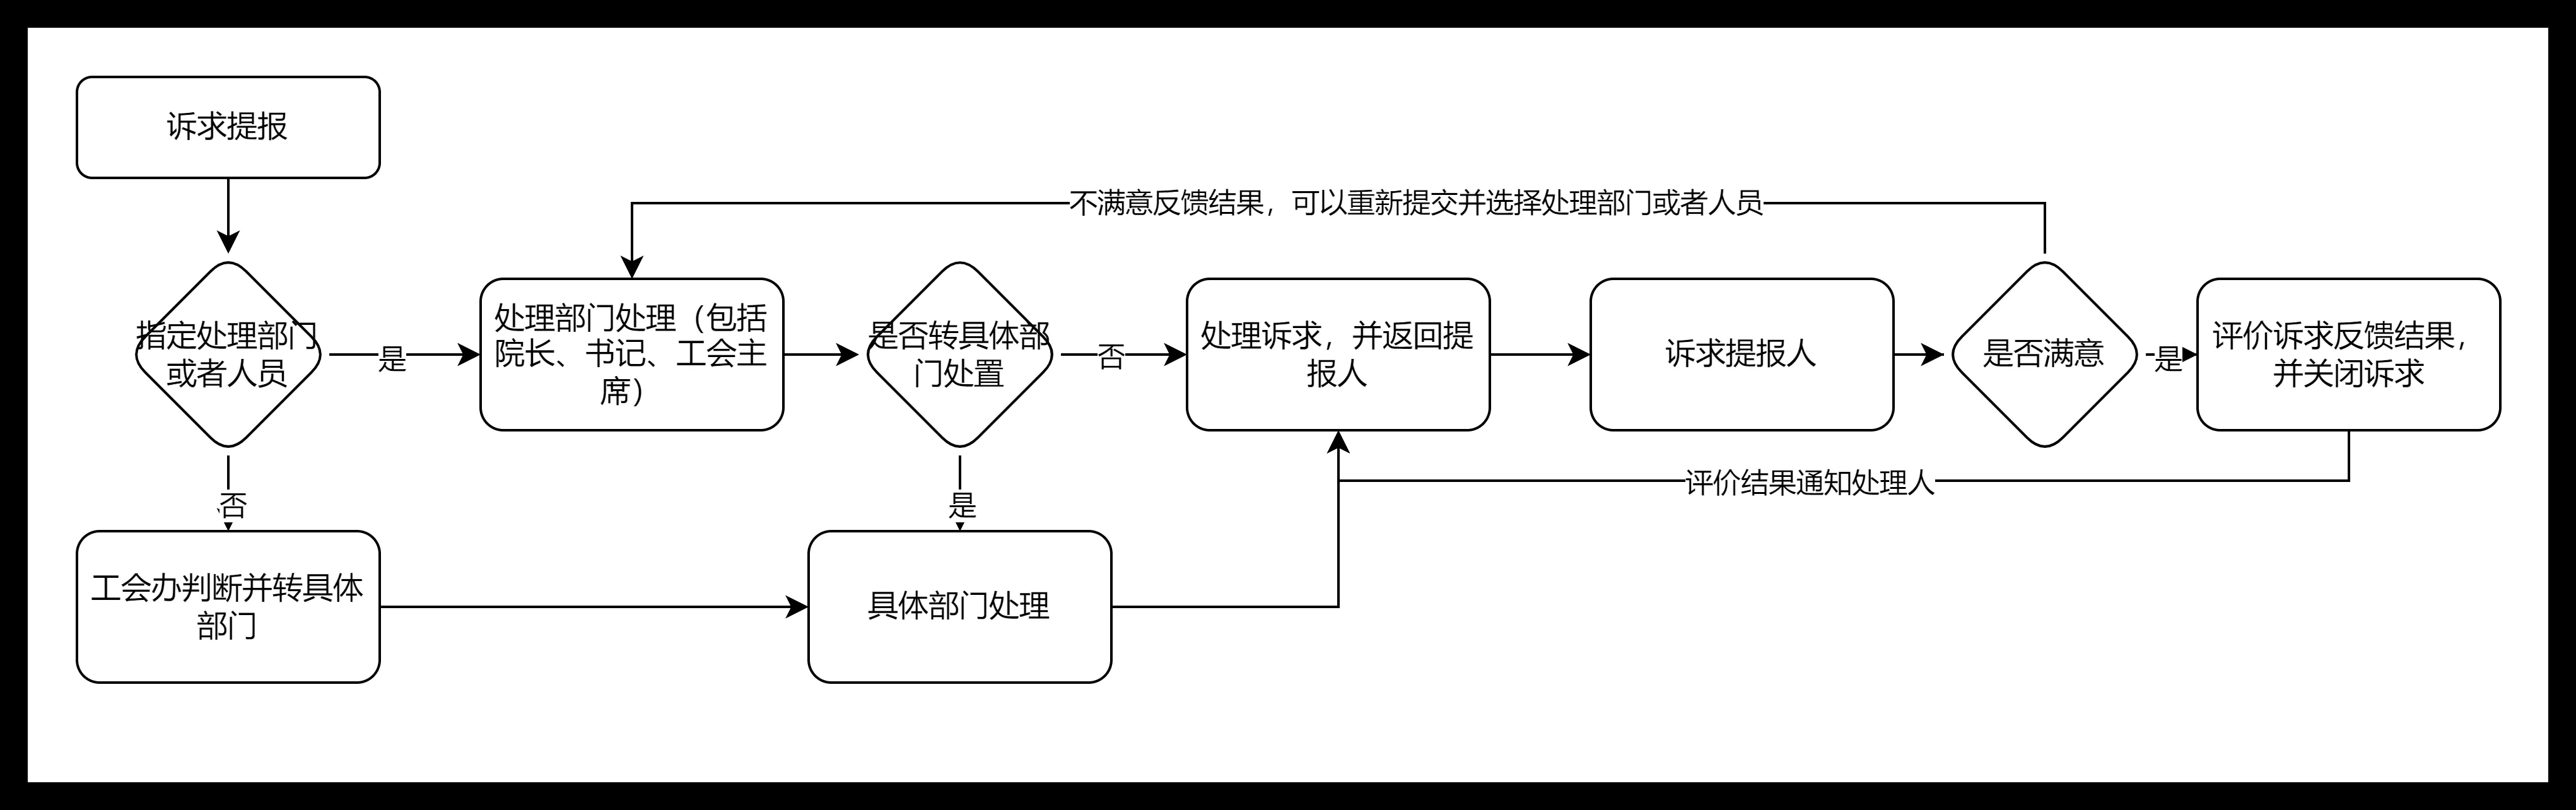 诉求提报
不满意反馈结果，可以重新提交并选择处理部门或者人员
指定处理部门
或者人员
是
处理部门处理（包括
院长、书记、工会主
席）
是否转具体部
门处置
否
处理诉求，并返回提
报人
诉求提报人
是否满意
是
评价诉求反馈结果，
并关闭诉求
否
是
评价结果通知处理人
工会办判断并转具体
部门
具体部门处理